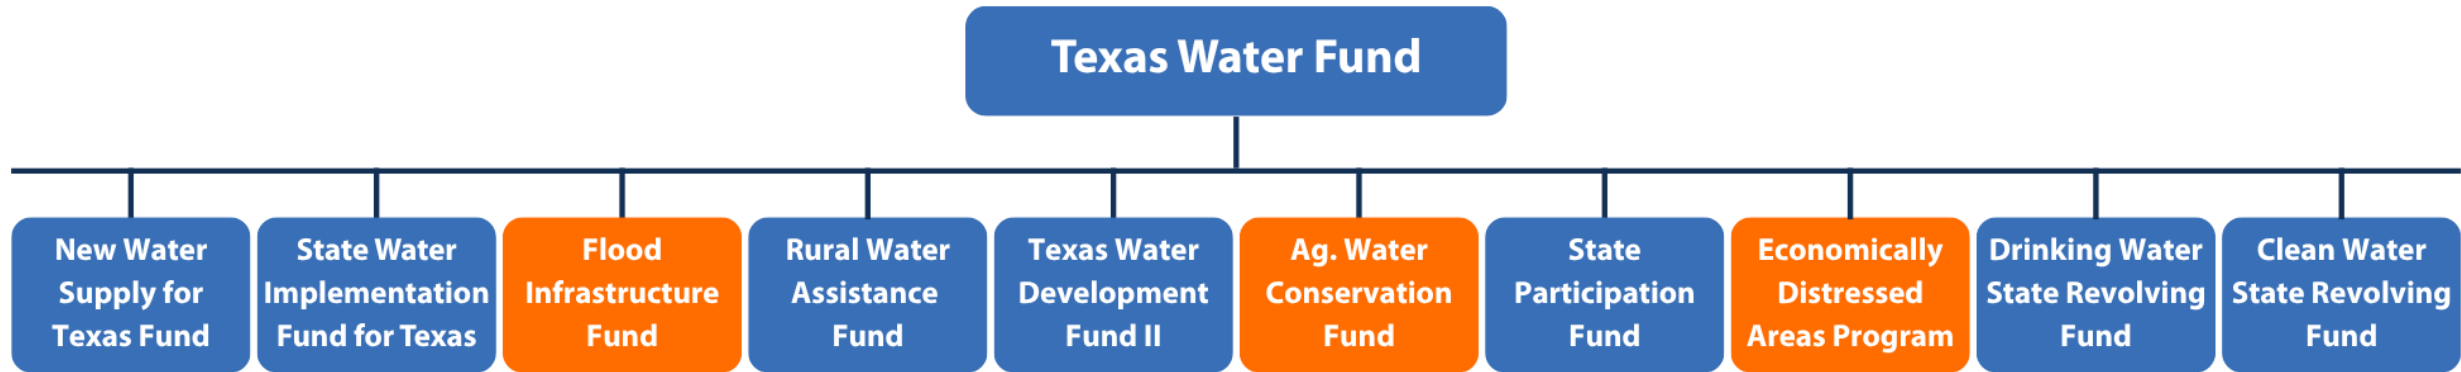 Texas Water Fund
New Water
Supply for
Texas Fund
State Water
Implementation
Fund for Texas
Flood
Infrastructure
Fund
Rural Water
Assistance
Fund
Texas Water
Development
Fund II
Ag. Water
Conservation
Fund
State
Participation
Fund
Economically
Distressed
Areas Program
Drinking Water
State Revolving
Fund
Clean Water
State Revolving
Fund